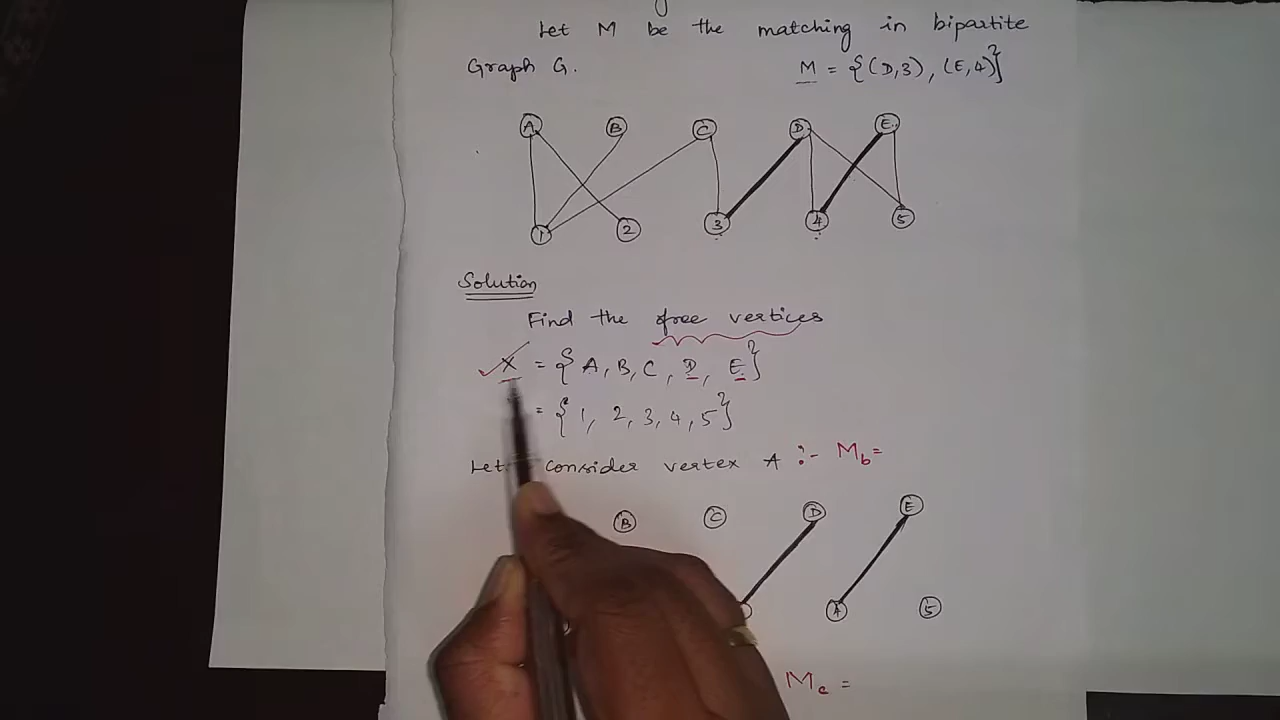 Let M be the matching in bipartite
Graph G. M = {(D,3), (E,4)}
A B C D E
1 2 3 4 5
Solution
Find the free vertices
X = {A, B, C, D, E}
= {1, 2, 3, 4, 5}
Let consider vertex A :- Mb =
B C D E
4 5
Mc =